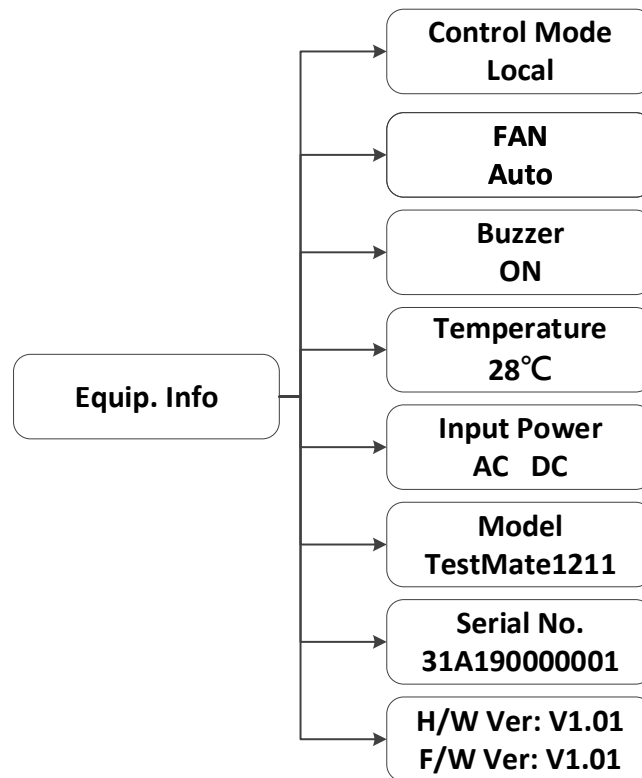 Control Mode
Local
FAN
Auto
Buzzer
ON
Temperature
28℃
Equip. Info
Input Power
AC   DC
Model
TestMate1211
Serial No.
31A190000001
H/W Ver: V1.01
F/W Ver: V1.01